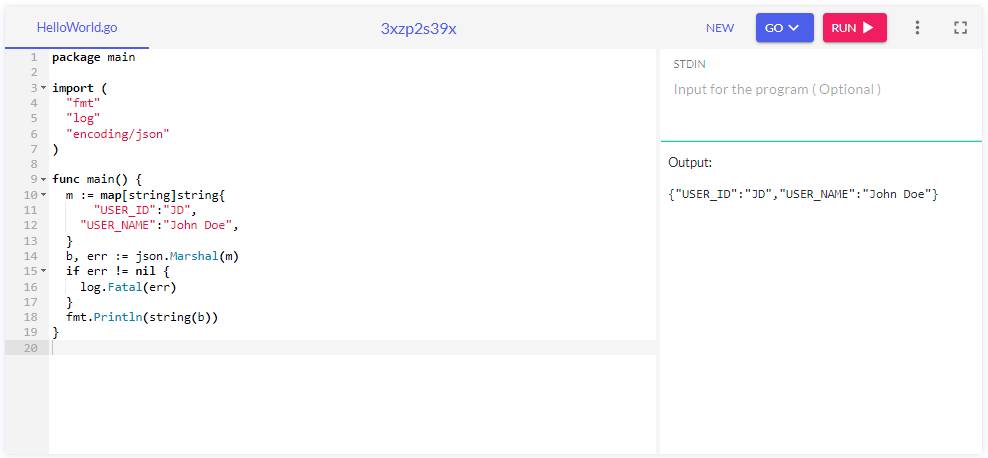 HelloWorld.go 3xzp2s39x NEW GO RUN
1 package main
2
3 import (
4 "fmt"
5 "log"
6 "encoding/json"
7 )
8
9 func main() {
10 m := map[string]string{
11 "USER_ID":"JD",
12 "USER_NAME":"John Doe",
13 }
14 b, err := json.Marshal(m)
15 if err != nil {
16 log.Fatal(err)
17 }
18 fmt.Println(string(b))
19 }
20
STDIN
Input for the program ( Optional )
Output:
{"USER_ID":"JD","USER_NAME":"John Doe"}